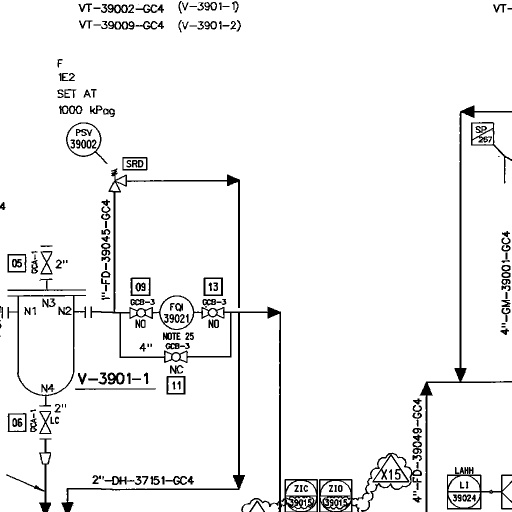 VT-39002-GC4 (V-3901-1)
VT-39009-GC4 (V-3901-2)
VT-
F
1E2
SET AT
1000 kPag
PSV
39002
SRD
SP
267
4
1"-FD-39045-GC4
4"-GM-39001-GC4
05
GCA-1
2"
09
13
GCB-3
GCB-3
FQI
39021
N3
N1
N2
NO
NO
NOTE 25
4"
GCB-3
NC
11
V-3901-1
N4
06
GCA-1
2"
LC
4"-FD-39049-GC4
2"-DH-37151-GC4
X15
ZIC
39015
ZIO
39015
LAHH
LI
39024